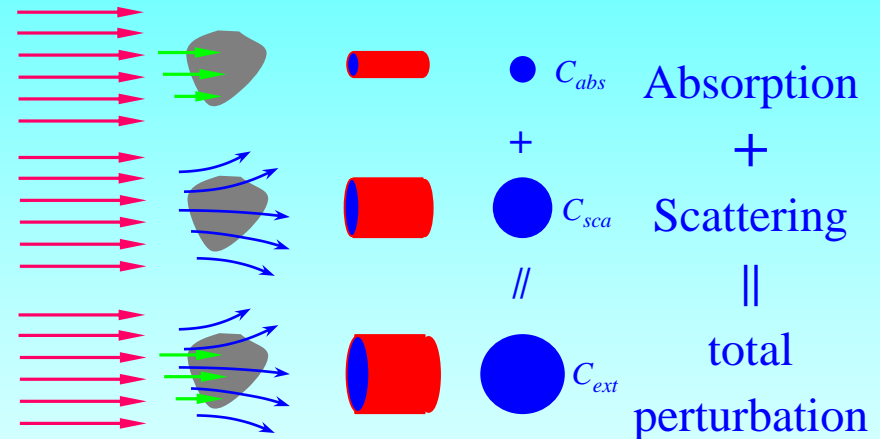 C_abs Absorption
+ +
C_sca Scattering
// ||
total
C_ext
perturbation